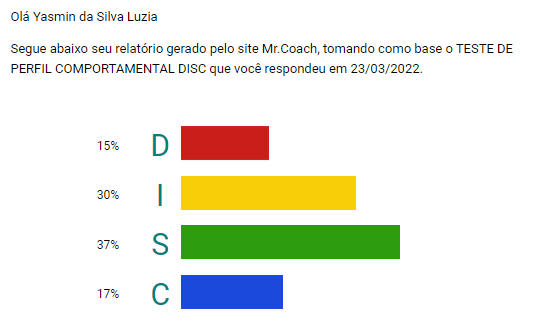 Olá Yasmin da Silva Luzia
Segue abaixo seu relatório gerado pelo site Mr.Coach, tomando como base o TESTE DE
PERFIL COMPORTAMENTAL DISC que você respondeu em 23/03/2022.
15% D
30% I
37% S
17% C